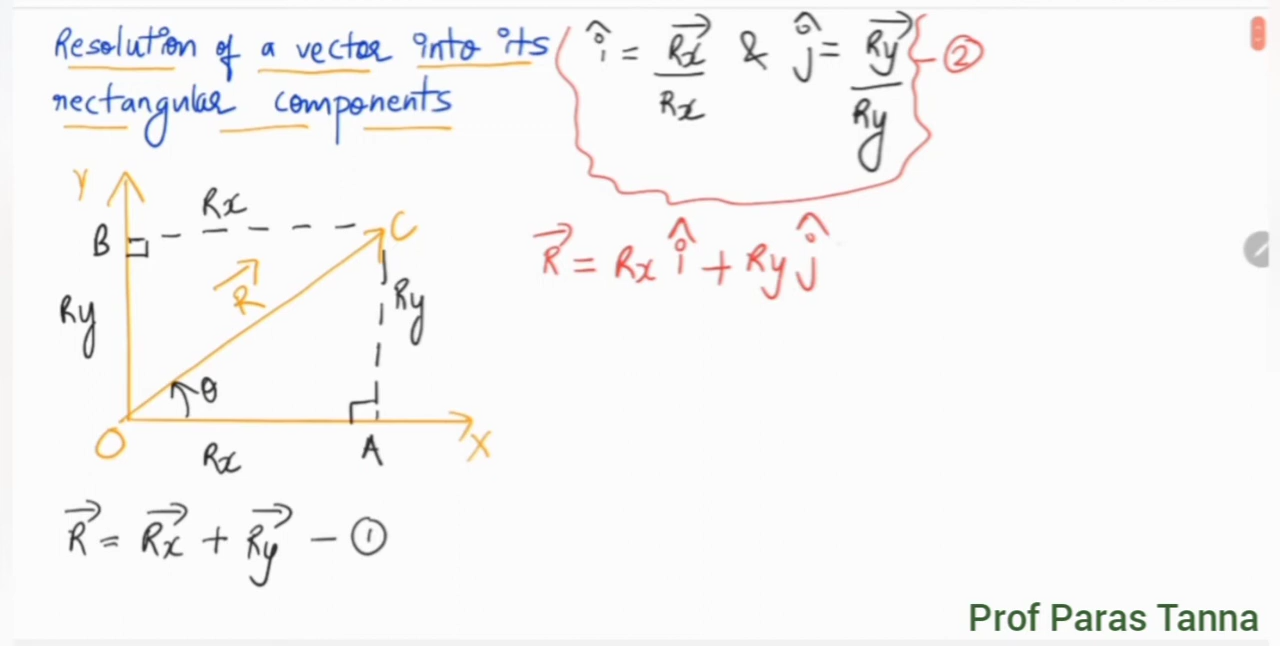 Resolution of a vector into its
rectangular components
î = R⃗x / Rx & ĵ = R⃗y / Ry - ②
R⃗ = Rx î + Ry ĵ
Y
B Rx C
R⃗
Ry Ry
θ
O Rx A X
R⃗ = R⃗x + R⃗y - ①
Prof Paras Tanna